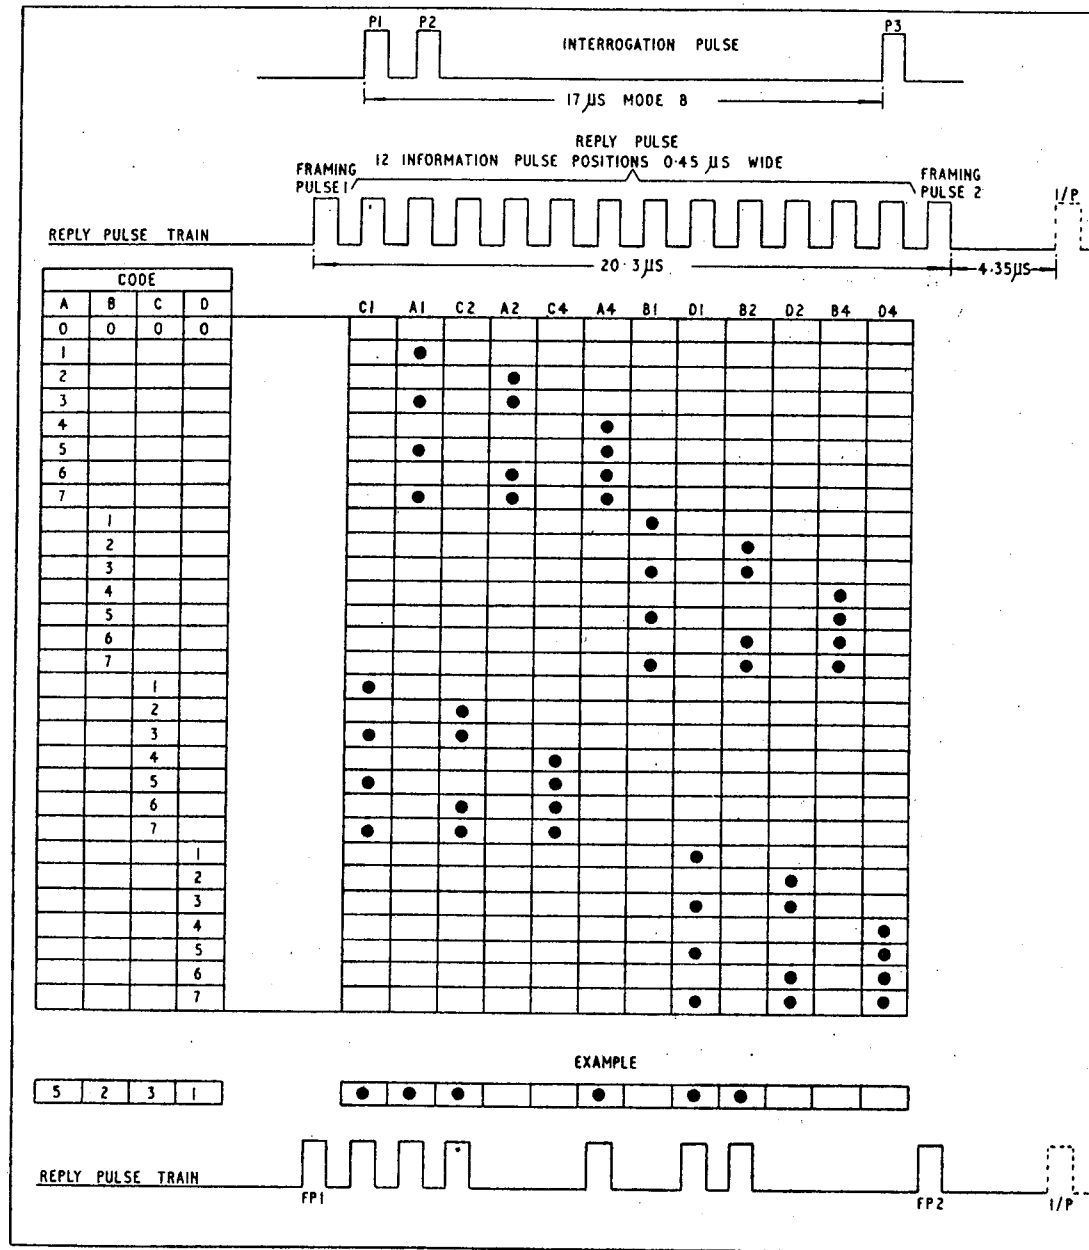 P1 P2 P3
INTERROGATION PULSE
17 µS MODE B
REPLY PULSE
12 INFORMATION PULSE POSITIONS 0·45 µS WIDE
FRAMING PULSE 1
FRAMING PULSE 2
I/P
REPLY PULSE TRAIN
20·3 µS
4·35 µS
CODE
A B C D C1 A1 C2 A2 C4 A4 B1 D1 B2 D2 B4 D4
0 0 0 0
1
2
3
4
5
6
7
1
2
3
4
5
6
7
1
2
3
4
5
6
7
1
2
3
4
5
6
7
EXAMPLE
5 2 3 1
REPLY PULSE TRAIN
FP1 FP2 I/P